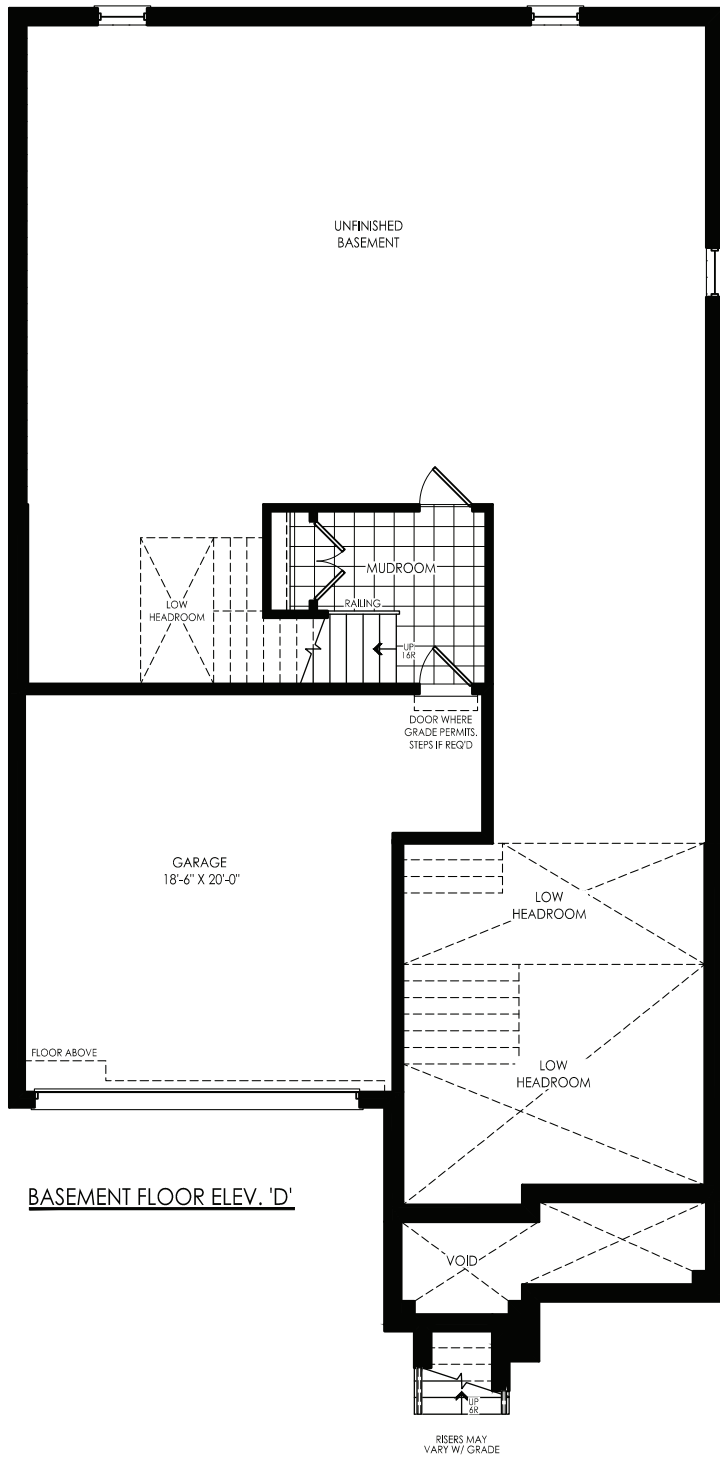 UNFINISHED
BASEMENT
MUDROOM
LOW
HEADROOM
RAILING
UP
16R
DOOR WHERE
GRADE PERMITS.
STEPS IF REQ'D
GARAGE
18'-6" X 20'-0"
LOW
HEADROOM
FLOOR ABOVE
LOW
HEADROOM
BASEMENT FLOOR ELEV. 'D'
VOID
UP
6R
RISERS MAY
VARY W/ GRADE